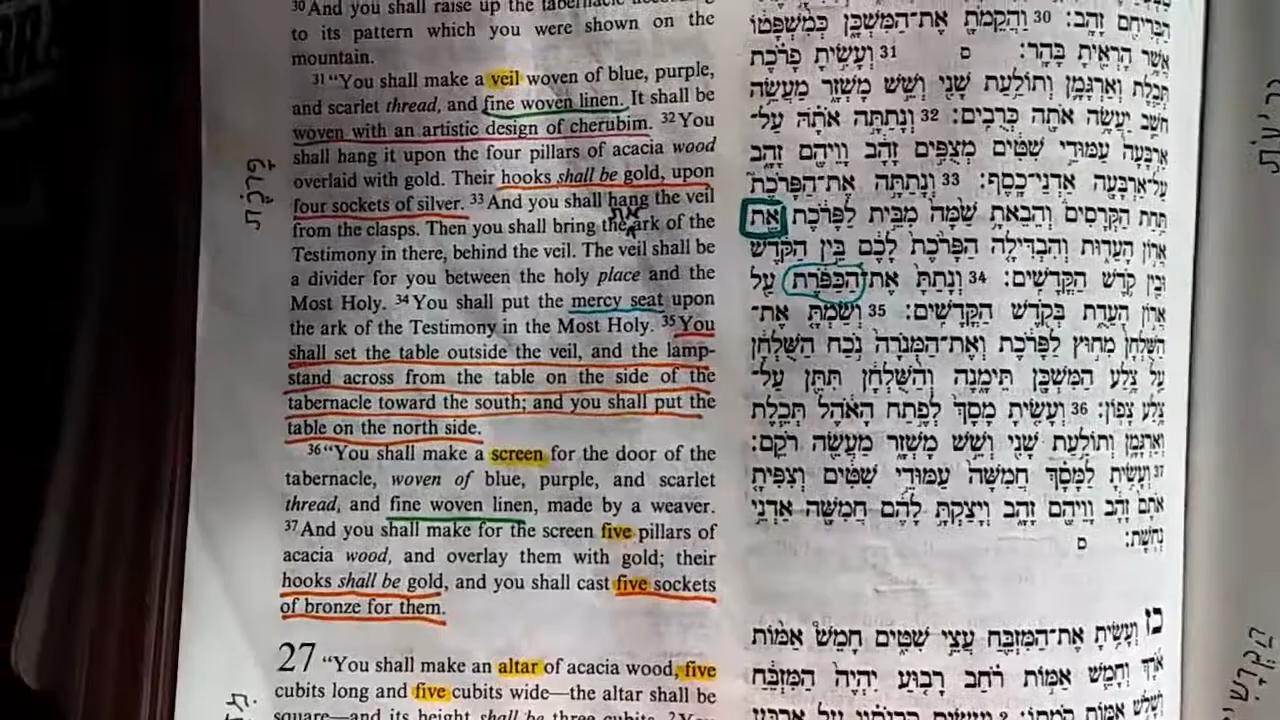 30And you shall raise up the tabernacle according
to its pattern which you were shown on the
mountain.
31“You shall make a veil woven of blue, purple,
and scarlet thread, and fine woven linen. It shall be
woven with an artistic design of cherubim. 32You
shall hang it upon the four pillars of acacia wood
overlaid with gold. Their hooks shall be gold, upon
four sockets of silver. 33And you shall hang the veil
from the clasps. Then you shall bring the ark of the
את
Testimony in there, behind the veil. The veil shall be
a divider for you between the holy place and the
Most Holy. 34You shall put the mercy seat upon
the ark of the Testimony in the Most Holy. 35You
shall set the table outside the veil, and the lamp-
stand across from the table on the side of the
tabernacle toward the south; and you shall put the
table on the north side.
36“You shall make a screen for the door of the
tabernacle, woven of blue, purple, and scarlet
thread, and fine woven linen, made by a weaver.
37And you shall make for the screen five pillars of
acacia wood, and overlay them with gold; their
hooks shall be gold, and you shall cast five sockets
of bronze for them.
27 “You shall make an altar of acacia wood, five
cubits long and five cubits wide—the altar shall be
square—and its height shall be three cubits. 2You
פָּרֹכֶת
הַבְּרִיחִם זָהָב׃ 30 וַהֲקֵמֹתָ אֶת־הַמִּשְׁכָּן כְּמִשְׁפָּטוֹ
אֲשֶׁר הָרְאֵיתָ בָּהָר׃ ס 31 וְעָשִׂיתָ פָרֹכֶת
תְּכֵלֶת וְאַרְגָּמָן וְתוֹלַעַת שָׁנִי וְשֵׁשׁ מָשְׁזָר מַעֲשֵׂה
חֹשֵׁב יַעֲשֶׂה אֹתָהּ כְּרֻבִים׃ 32 וְנָתַתָּה אֹתָהּ עַל־
אַרְבָּעָה עַמּוּדֵי שִׁטִּים מְצֻפִּים זָהָב וָוֵיהֶם זָהָב
עַל־אַרְבָּעָה אַדְנֵי־כָסֶף׃ 33 וְנָתַתָּה אֶת־הַפָּרֹכֶת
תַּחַת הַקְּרָסִים וְהֵבֵאתָ שָׁמָּה מִבֵּית לַפָּרֹכֶת אֵת
אֲרוֹן הָעֵדוּת וְהִבְדִּילָה הַפָּרֹכֶת לָכֶם בֵּין הַקֹּדֶשׁ
וּבֵין קֹדֶשׁ הַקֳּדָשִׁים׃ 34 וְנָתַתָּ אֶת־הַכַּפֹּרֶת עַל
אֲרוֹן הָעֵדֻת בְּקֹדֶשׁ הַקֳּדָשִׁים׃ 35 וְשַׂמְתָּ אֶת־
הַשֻּׁלְחָן מִחוּץ לַפָּרֹכֶת וְאֶת־הַמְּנֹרָה נֹכַח הַשֻּׁלְחָן
עַל צֶלַע הַמִּשְׁכָּן תֵּימָנָה וְהַשֻּׁלְחָן תִּתֵּן עַל־
צֶלַע צָפוֹן׃ 36 וְעָשִׂיתָ מָסָךְ לְפֶתַח הָאֹהֶל תְּכֵלֶת
וְאַרְגָּמָן וְתוֹלַעַת שָׁנִי וְשֵׁשׁ מָשְׁזָר מַעֲשֵׂה רֹקֵם׃
37 וְעָשִׂיתָ לַמָּסָךְ חֲמִשָּׁה עַמּוּדֵי שִׁטִּים וְצִפִּיתָ
אֹתָם זָהָב וָוֵיהֶם זָהָב וְיָצַקְתָּ לָהֶם חֲמִשָּׁה אַדְנֵי
נְחֹשֶׁת׃ ס
כז וְעָשִׂיתָ אֶת־הַמִּזְבֵּחַ עֲצֵי שִׁטִּים חָמֵשׁ אַמּוֹת
אֹרֶךְ וְחָמֵשׁ אַמּוֹת רֹחַב רָבוּעַ יִהְיֶה הַמִּזְבֵּחַ